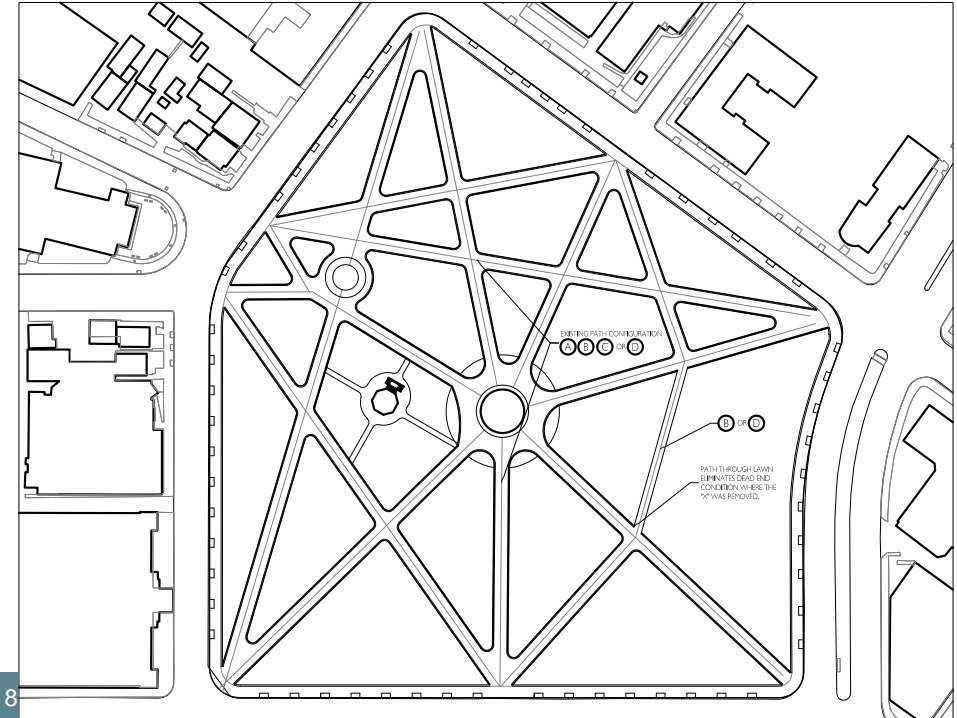 EXISTING PATH CONFIGURATION
A B C OR D
B OR D
PATH THROUGH LAWN
ELIMINATES DEAD END
CONDITION WHERE THE
"X" WAS REMOVED.
8